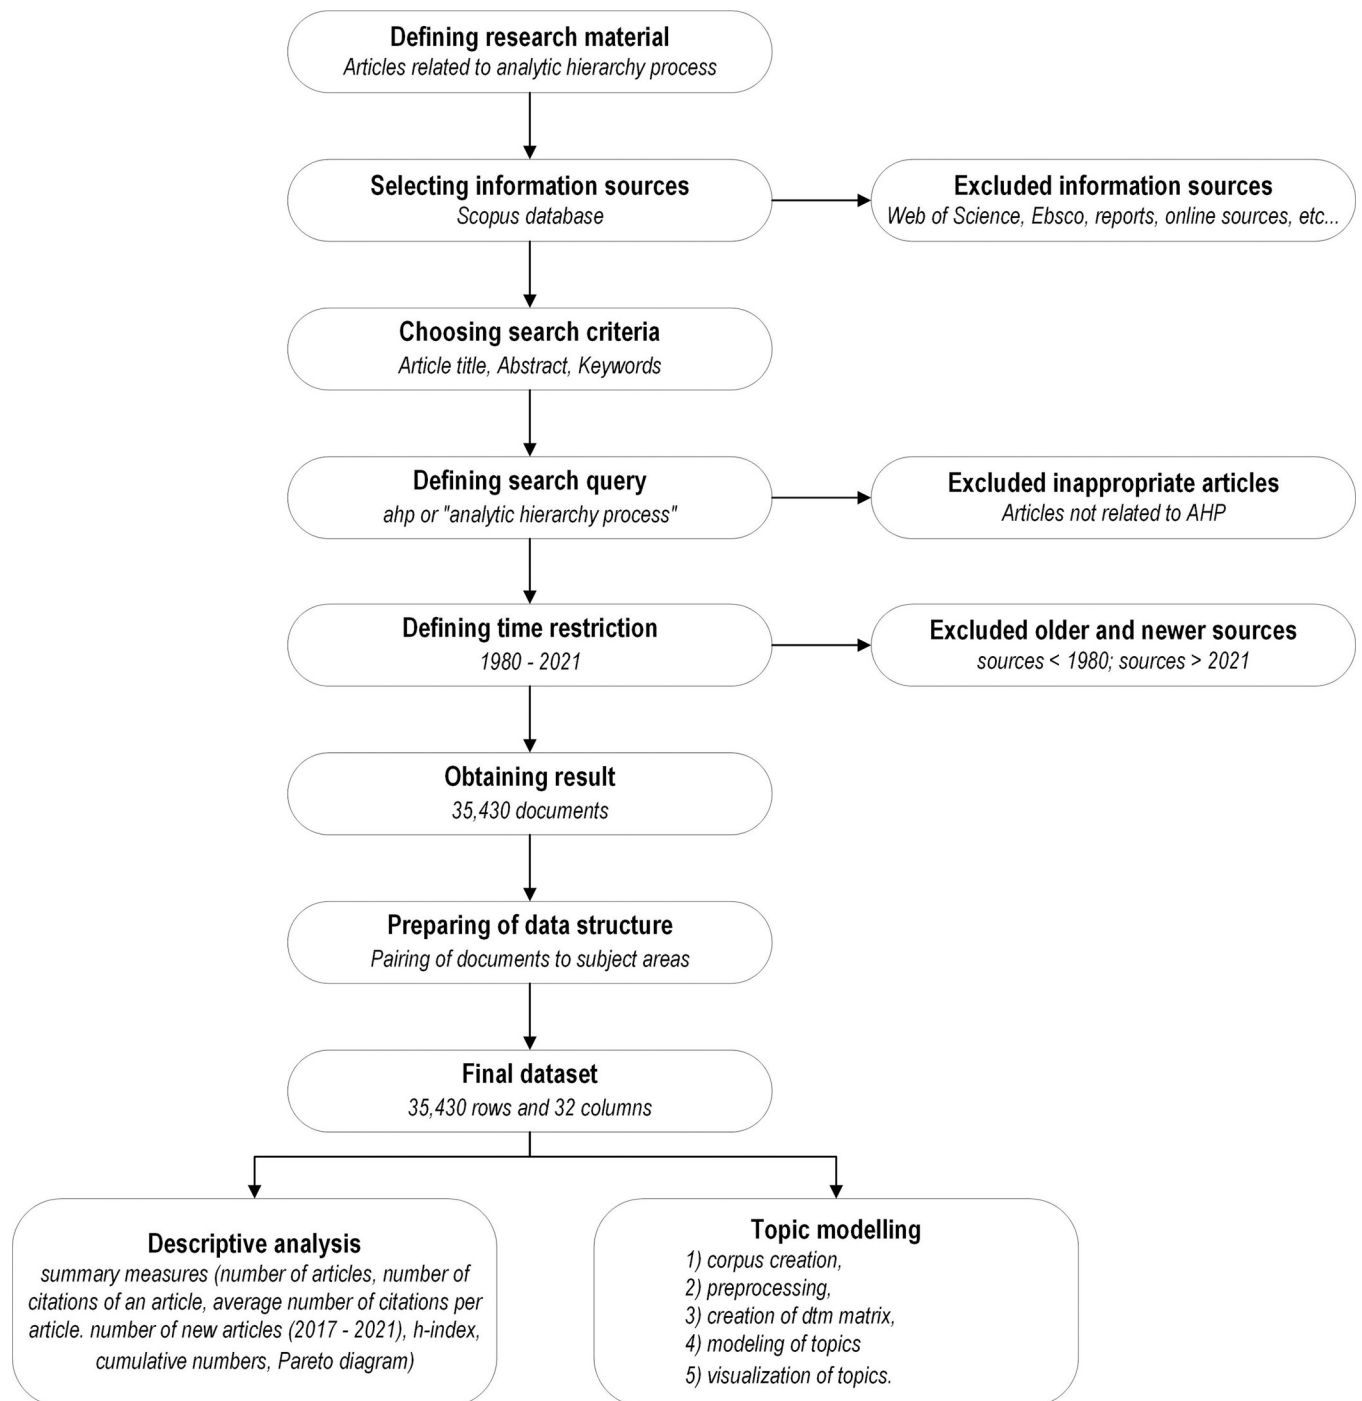 Defining research material
Articles related to analytic hierarchy process
Selecting information sources
Scopus database
Excluded information sources
Web of Science, Ebsco, reports, online sources, etc...
Choosing search criteria
Article title, Abstract, Keywords
Defining search query
ahp or "analytic hierarchy process"
Excluded inappropriate articles
Articles not related to AHP
Defining time restriction
1980 - 2021
Excluded older and newer sources
sources < 1980; sources > 2021
Obtaining result
35,430 documents
Preparing of data structure
Pairing of documents to subject areas
Final dataset
35,430 rows and 32 columns
Descriptive analysis
summary measures (number of articles, number of
citations of an article, average number of citations per
article. number of new articles (2017 - 2021), h-index,
cumulative numbers, Pareto diagram)
Topic modelling
1) corpus creation,
2) preprocessing,
3) creation of dtm matrix,
4) modeling of topics
5) visualization of topics.